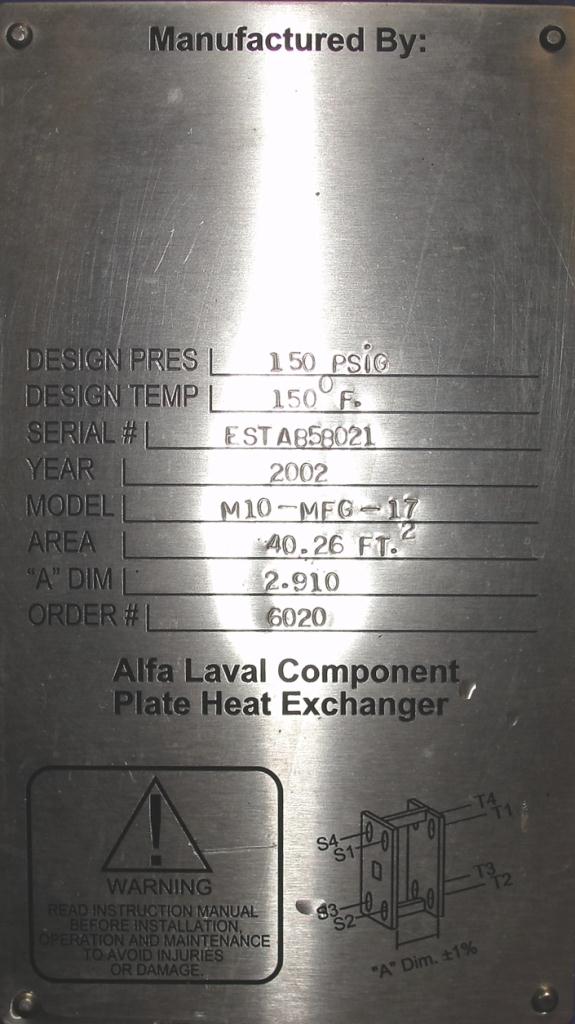 Manufactured By:
DESIGN PRES 150 PSiG
DESIGN TEMP 150° F.
SERIAL # ESTA858021
YEAR 2002
MODEL M10-MFG-17
AREA 40.26 FT.²
"A" DIM 2.910
ORDER # 6020
Alfa Laval Component
Plate Heat Exchanger
!
WARNING
READ INSTRUCTION MANUAL
BEFORE INSTALLATION,
OPERATION AND MAINTENANCE
TO AVOID INJURIES
OR DAMAGE.
T4
T1
S4
S1
T3
T2
S3
S2
"A" Dim. ±1%